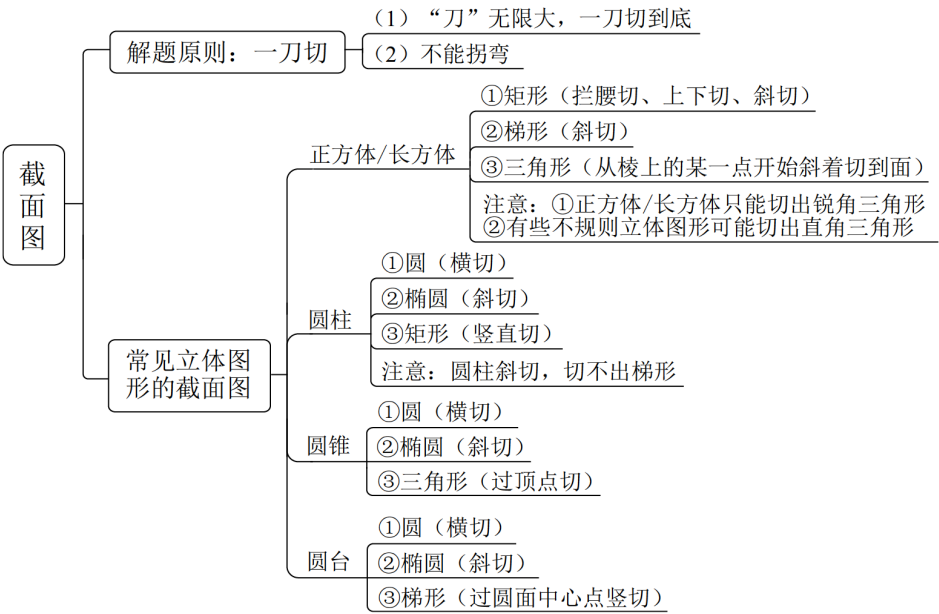 截面图
解题原则：一刀切
（1）“刀”无限大，一刀切到底
（2）不能拐弯
常见立体图
形的截面图
正方体/长方体
①矩形（拦腰切、上下切、斜切）
②梯形（斜切）
③三角形（从棱上的某一点开始斜着切到面）
注意：①正方体/长方体只能切出锐角三角形
②有些不规则立体图形可能切出直角三角形
圆柱
①圆（横切）
②椭圆（斜切）
③矩形（竖直切）
注意：圆柱斜切，切不出梯形
圆锥
①圆（横切）
②椭圆（斜切）
③三角形（过顶点切）
圆台
①圆（横切）
②椭圆（斜切）
③梯形（过圆面中心点竖切）